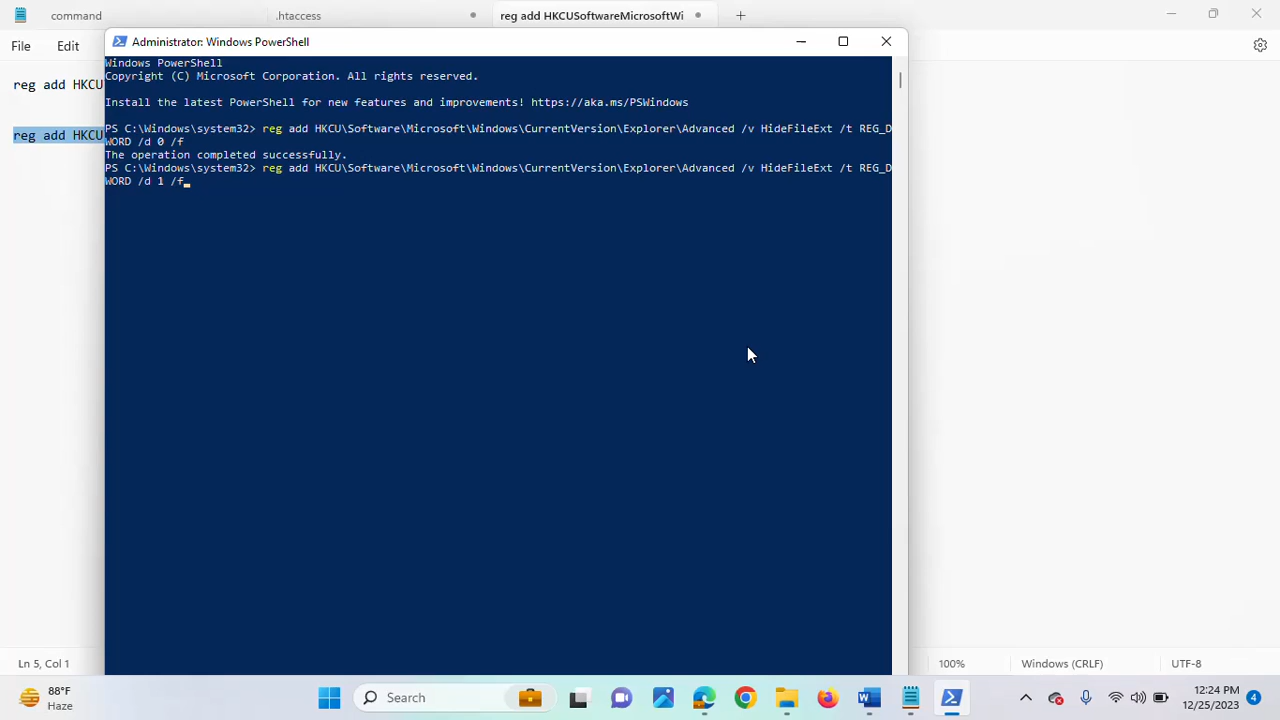 command
.htaccess
reg add HKCUSoftwareMicrosoftWi
File Edit
Administrator: Windows PowerShell
reg add HKCU
reg add HKCU
Windows PowerShell
Copyright (C) Microsoft Corporation. All rights reserved.
Install the latest PowerShell for new features and improvements! https://aka.ms/PSWindows
PS C:\Windows\system32> reg add HKCU\Software\Microsoft\Windows\CurrentVersion\Explorer\Advanced /v HideFileExt /t REG_D
WORD /d 0 /f
The operation completed successfully.
PS C:\Windows\system32> reg add HKCU\Software\Microsoft\Windows\CurrentVersion\Explorer\Advanced /v HideFileExt /t REG_D
WORD /d 1 /f
Ln 5, Col 1
100%
Windows (CRLF)
UTF-8
88°F
Haze
Search
12:24 PM
12/25/2023
4